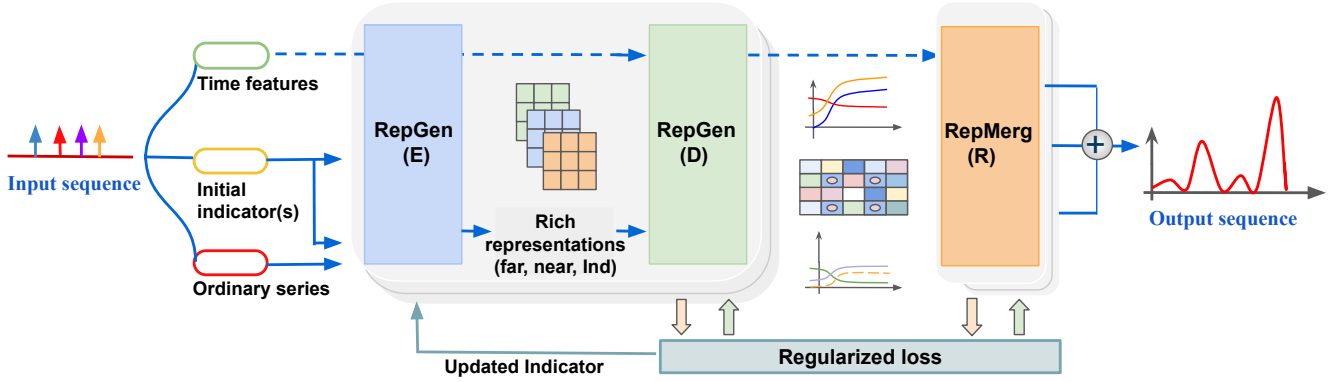 Time features
Input sequence
Initial
indicator(s)
Ordinary series
RepGen
(E)
Rich
representations
(far, near, Ind)
RepGen
(D)
RepMerg
(R)
+
Output sequence
Updated Indicator
Regularized loss